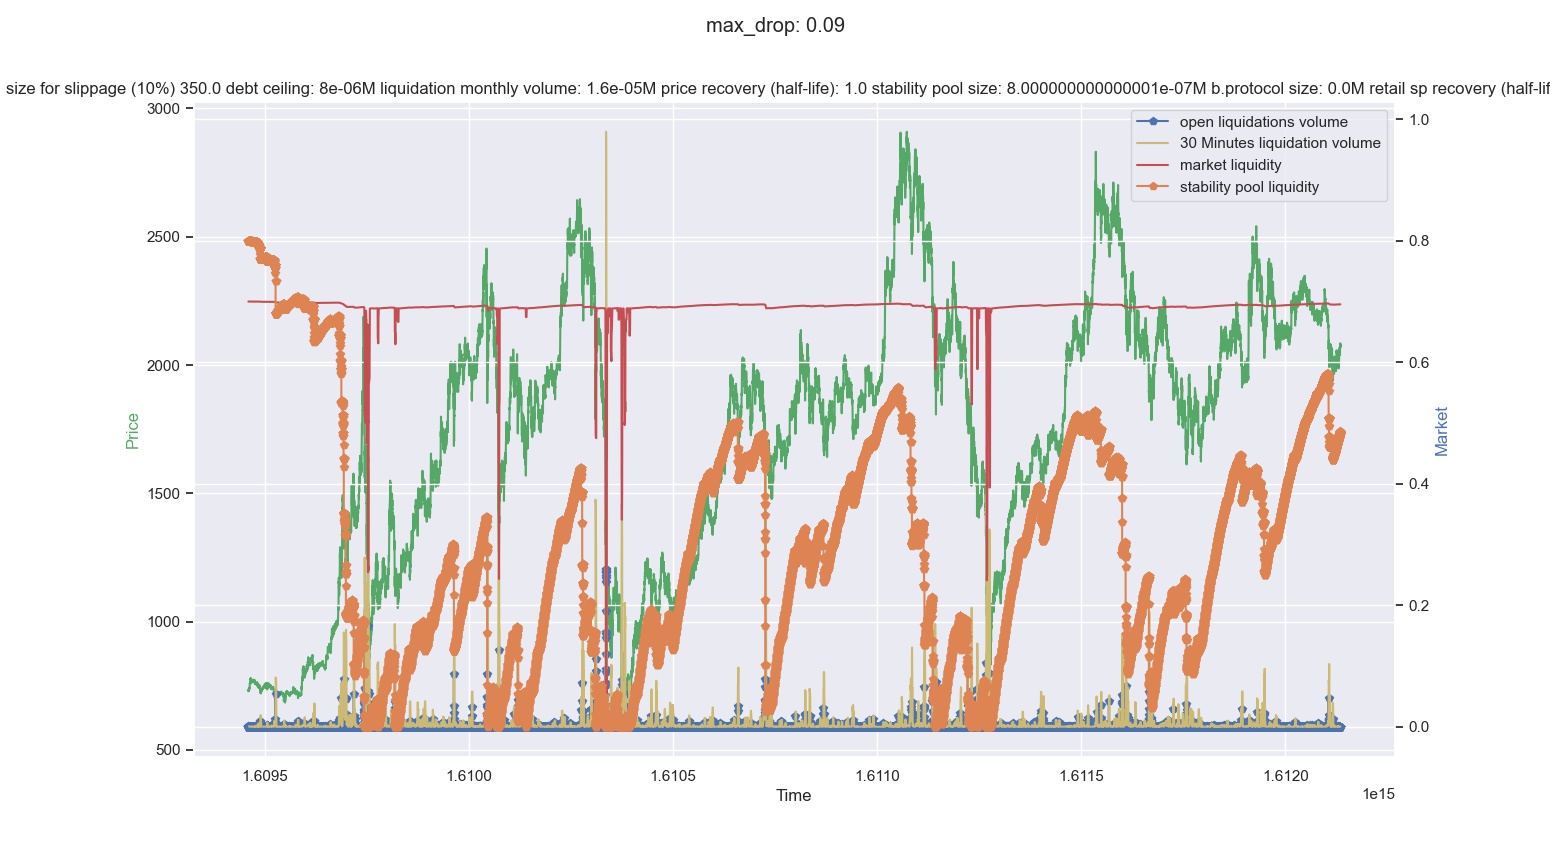 max_drop: 0.09
size for slippage (10%) 350.0 debt ceiling: 8e-06M liquidation monthly volume: 1.6e-05M price recovery (half-life): 1.0 stability pool size: 8.000000000000001e-07M b.protocol size: 0.0M retail sp recovery (half-lif
3000
2500
2000
1500
1000
500
Price
open liquidations volume
30 Minutes liquidation volume
market liquidity
stability pool liquidity
1.0
0.8
0.6
0.4
0.2
0.0
Market
1.6095 1.6100 1.6105 1.6110 1.6115 1.6120
Time
1e15